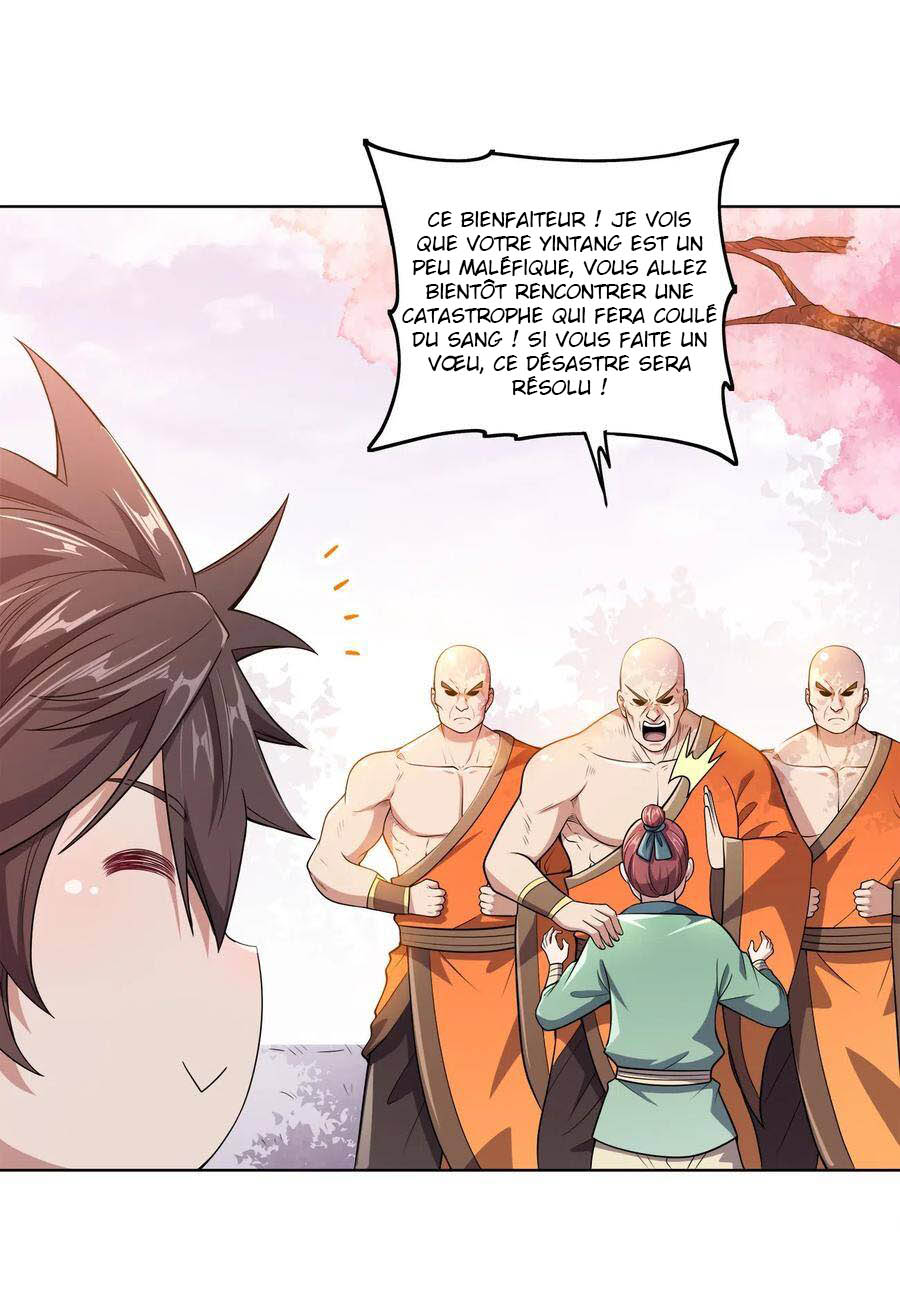 CE BIENFAITEUR ! JE VOIS
QUE VOTRE YINTANG EST UN
PEU MALÉFIQUE, VOUS ALLEZ
BIENTÔT RENCONTRER UNE
CATASTROPHE QUI FERA COULÉ
DU SANG ! SI VOUS FAITE UN
VŒU, CE DÉSASTRE SERA
RÉSOLU !